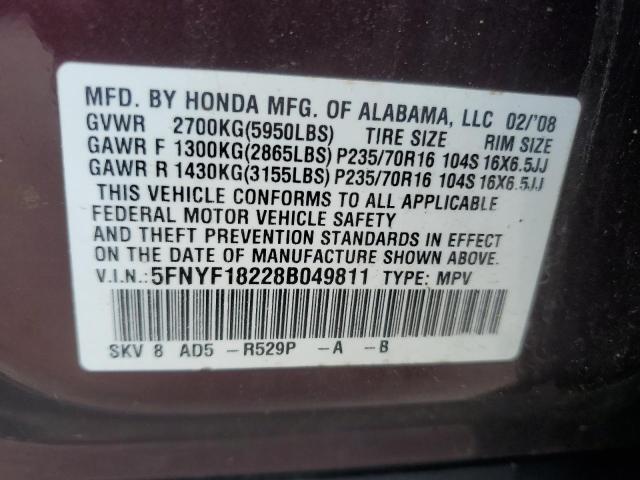 MFD. BY HONDA MFG. OF ALABAMA, LLC 02/'08
GVWR 2700KG(5950LBS) TIRE SIZE RIM SIZE
GAWR F 1300KG(2865LBS) P235/70R16 104S 16X6.5JJ
GAWR R 1430KG(3155LBS) P235/70R16 104S 16X6.5JJ
THIS VEHICLE CONFORMS TO ALL APPLICABLE
FEDERAL MOTOR VEHICLE SAFETY
AND THEFT PREVENTION STANDARDS IN EFFECT
ON THE DATE OF MANUFACTURE SHOWN ABOVE.
V.I.N.: 5FNYF18228B049811 TYPE: MPV
SKV 8 AD5 -R529P -A -B